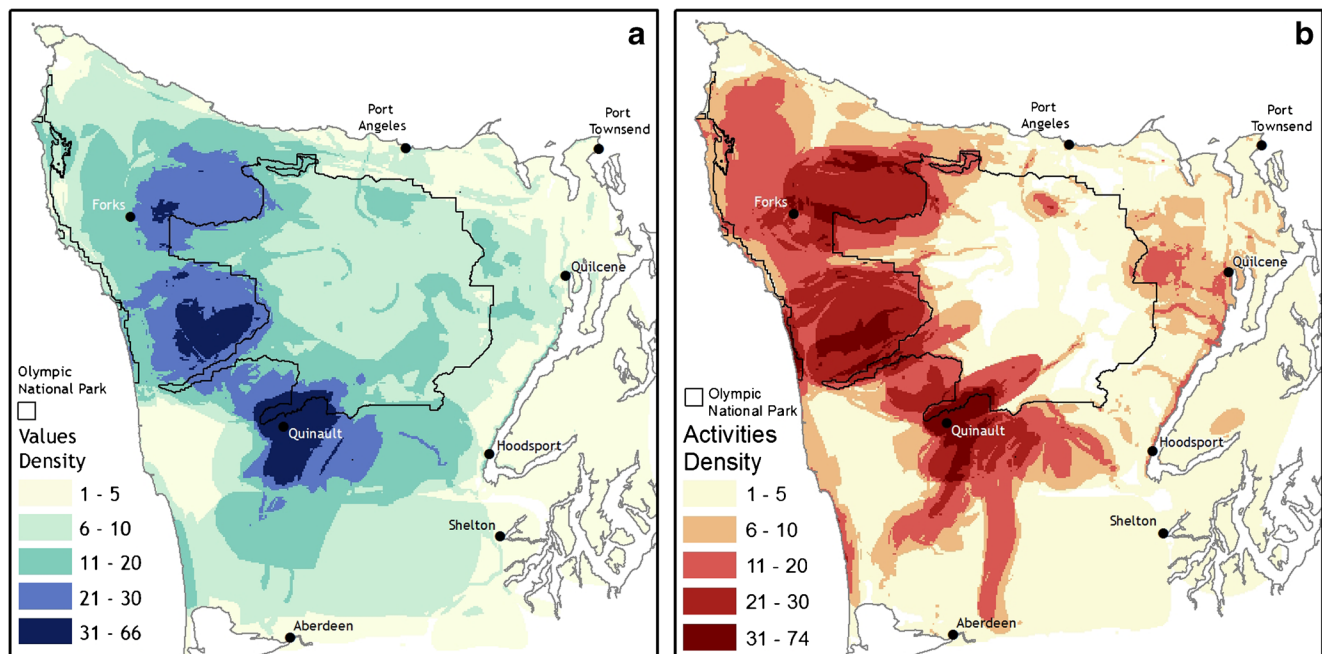 a
Port
Angeles
Port
Townsend
Forks
Quilcene
Olympic
National Park
Quinault
Values
Density
Hoodsport
1 - 5
6 - 10
Shelton
11 - 20
21 - 30
31 - 66
Aberdeen
b
Port
Angeles
Port
Townsend
Forks
Quilcene
Olympic
National Park
Quinault
Activities
Density
Hoodsport
1 - 5
6 - 10
Shelton
11 - 20
21 - 30
31 - 74
Aberdeen